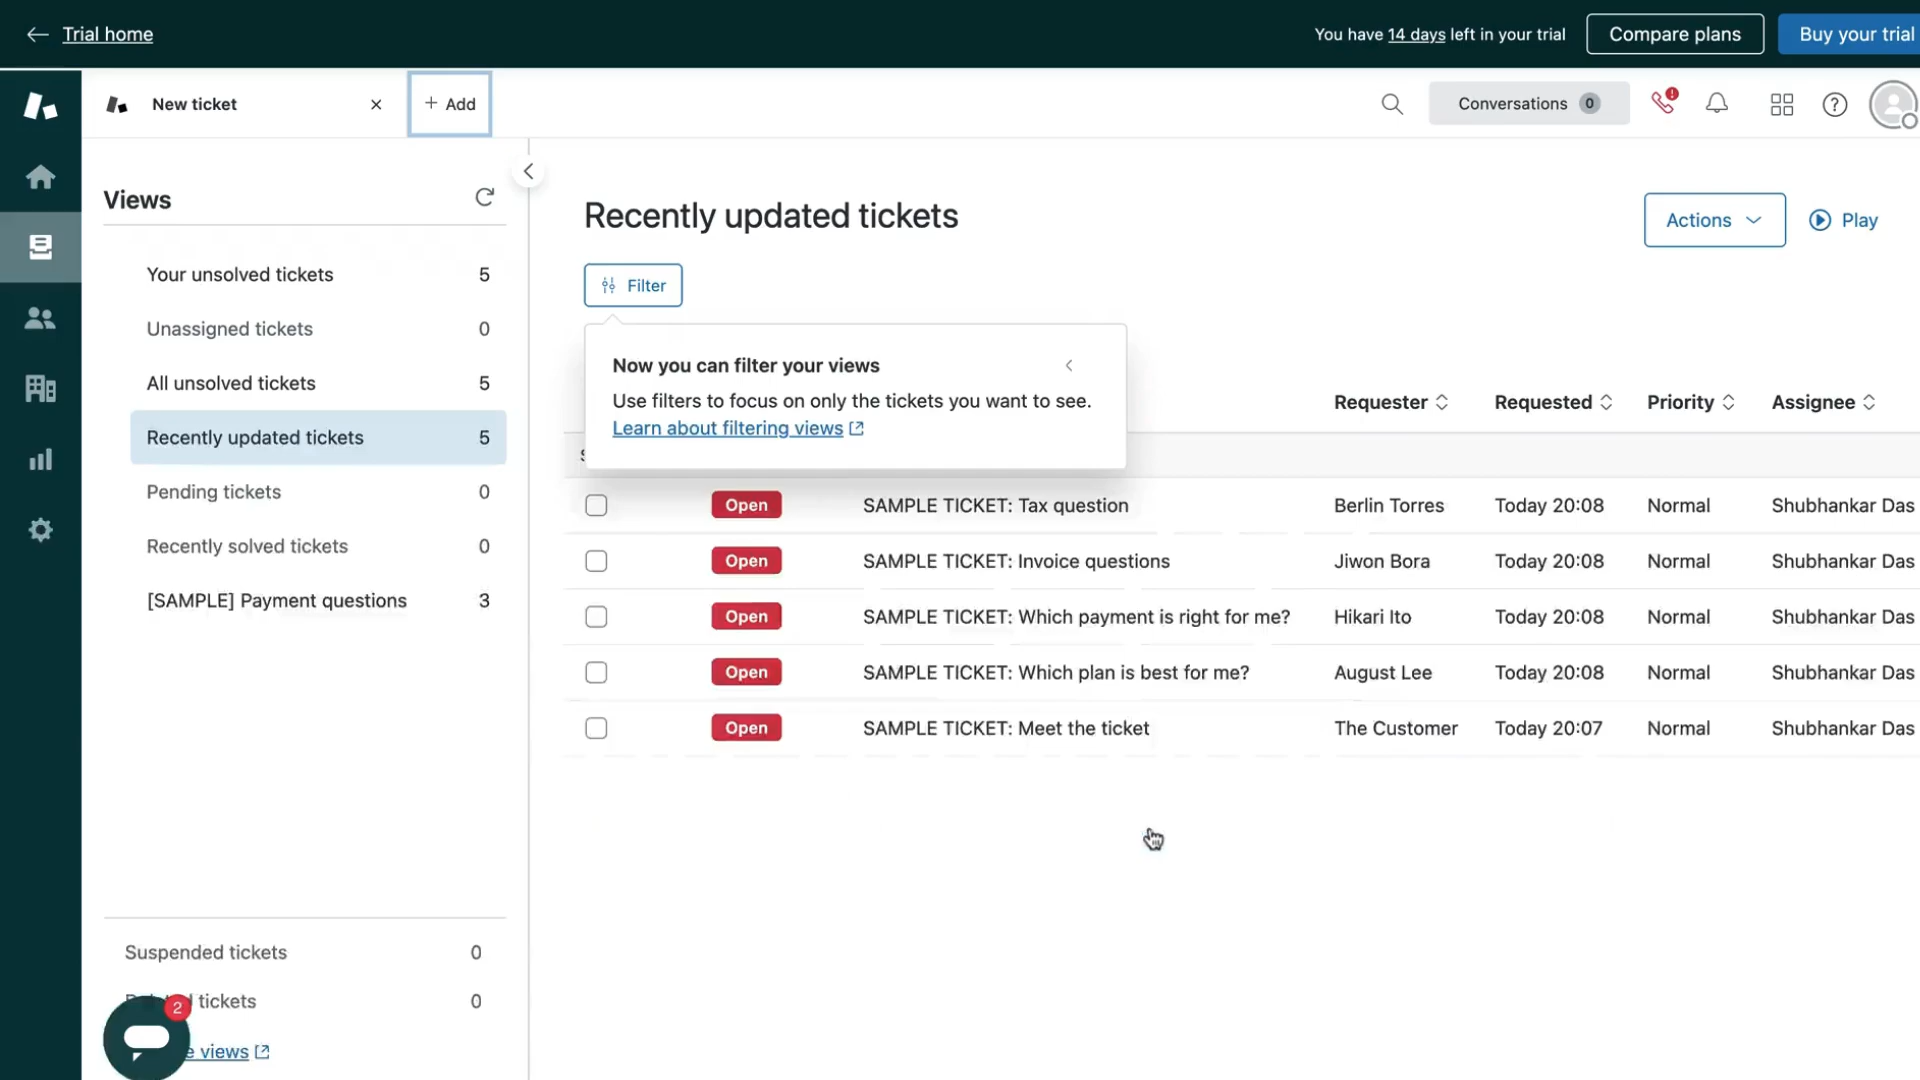 Trial home
You have 14 days left in your trial
Compare plans
Buy your trial
New ticket
+ Add
Conversations 0
Views
Your unsolved tickets 5
Unassigned tickets 0
All unsolved tickets 5
Recently updated tickets 5
Pending tickets 0
Recently solved tickets 0
[SAMPLE] Payment questions 3
Suspended tickets 0
tickets 0
views
2
Recently updated tickets
Actions
Play
Filter
Now you can filter your views
Use filters to focus on only the tickets you want to see.
Learn about filtering views
Requester Requested Priority Assignee
Open SAMPLE TICKET: Tax question Berlin Torres Today 20:08 Normal Shubhankar Das
Open SAMPLE TICKET: Invoice questions Jiwon Bora Today 20:08 Normal Shubhankar Das
Open SAMPLE TICKET: Which payment is right for me? Hikari Ito Today 20:08 Normal Shubhankar Das
Open SAMPLE TICKET: Which plan is best for me? August Lee Today 20:08 Normal Shubhankar Das
Open SAMPLE TICKET: Meet the ticket The Customer Today 20:07 Normal Shubhankar Das